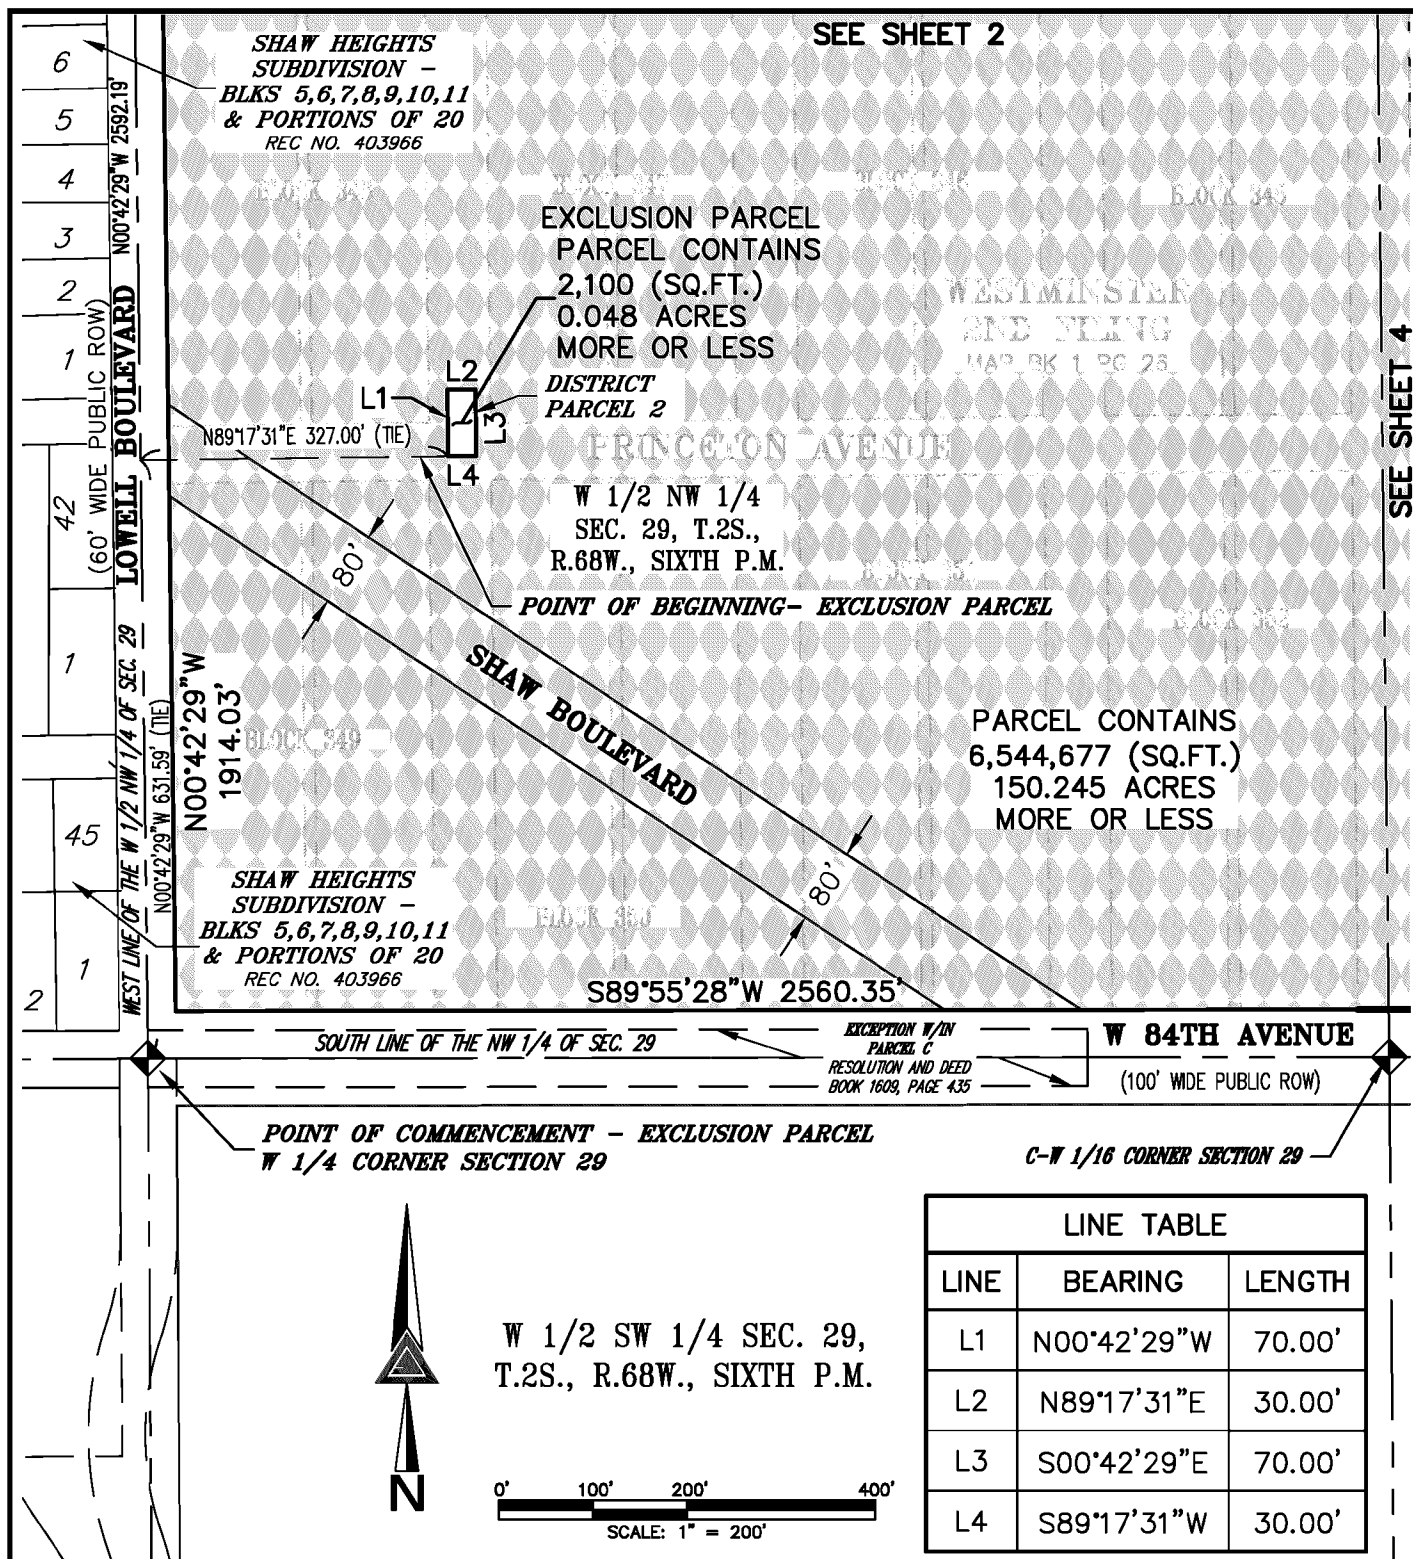 SEE SHEET 2
SHAW HEIGHTS
SUBDIVISION –
BLKS 5,6,7,8,9,10,11
& PORTIONS OF 20
REC NO. 403966
6
5
4
3
2
1
42
1
45
1
2
N00°42'29"W 2592.19'
LOWELL BOULEVARD
(60' WIDE PUBLIC ROW)
BLOCK 345
WESTMINSTER
2ND FILING
MAP BK 1 PG 26
EXCLUSION PARCEL
PARCEL CONTAINS
2,100 (SQ.FT.)
0.048 ACRES
MORE OR LESS
DISTRICT
PARCEL 2
L1
L2
L3
L4
N89°17'31"E 327.00' (TIE)
PRINCETON AVENUE
W 1/2 NW 1/4
SEC. 29, T.2S.,
R.68W., SIXTH P.M.
POINT OF BEGINNING– EXCLUSION PARCEL
SEE SHEET 4
80'
SHAW BOULEVARD
80'
WEST LINE OF THE W 1/2 NW 1/4 OF SEC. 29
N00°42'29"W 631.59' (TIE)
N00°42'29"W
1914.03'
BLOCK 349
PARCEL CONTAINS
6,544,677 (SQ.FT.)
150.245 ACRES
MORE OR LESS
SHAW HEIGHTS
SUBDIVISION –
BLKS 5,6,7,8,9,10,11
& PORTIONS OF 20
REC NO. 403966
BLOCK 350
S89°55'28"W 2560.35'
SOUTH LINE OF THE NW 1/4 OF SEC. 29
EXCEPTION W/IN
PARCEL C
RESOLUTION AND DEED
BOOK 1609, PAGE 435
W 84TH AVENUE
(100' WIDE PUBLIC ROW)
POINT OF COMMENCEMENT – EXCLUSION PARCEL
W 1/4 CORNER SECTION 29
C–W 1/16 CORNER SECTION 29
N
W 1/2 SW 1/4 SEC. 29,
T.2S., R.68W., SIXTH P.M.
0' 100' 200' 400'
SCALE: 1" = 200'
LINE TABLE
LINE BEARING LENGTH
L1 N00°42'29"W 70.00'
L2 N89°17'31"E 30.00'
L3 S00°42'29"E 70.00'
L4 S89°17'31"W 30.00'